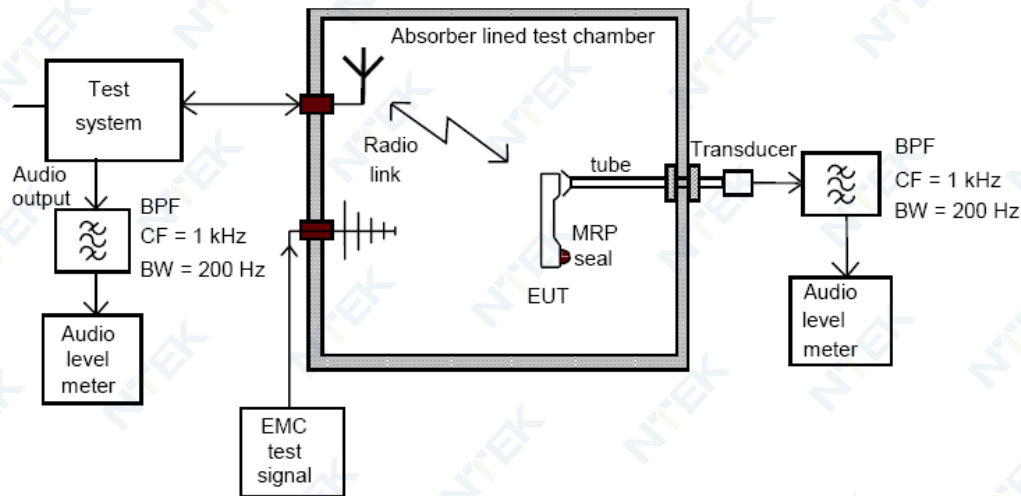 Absorber lined test chamber
Test
system
Audio
output
BPF
CF = 1 kHz
BW = 200 Hz
Audio
level
meter
Radio
link
EMC
test
signal
tube
MRP
seal
EUT
Transducer
BPF
CF = 1 kHz
BW = 200 Hz
Audio
level
meter
NTEK